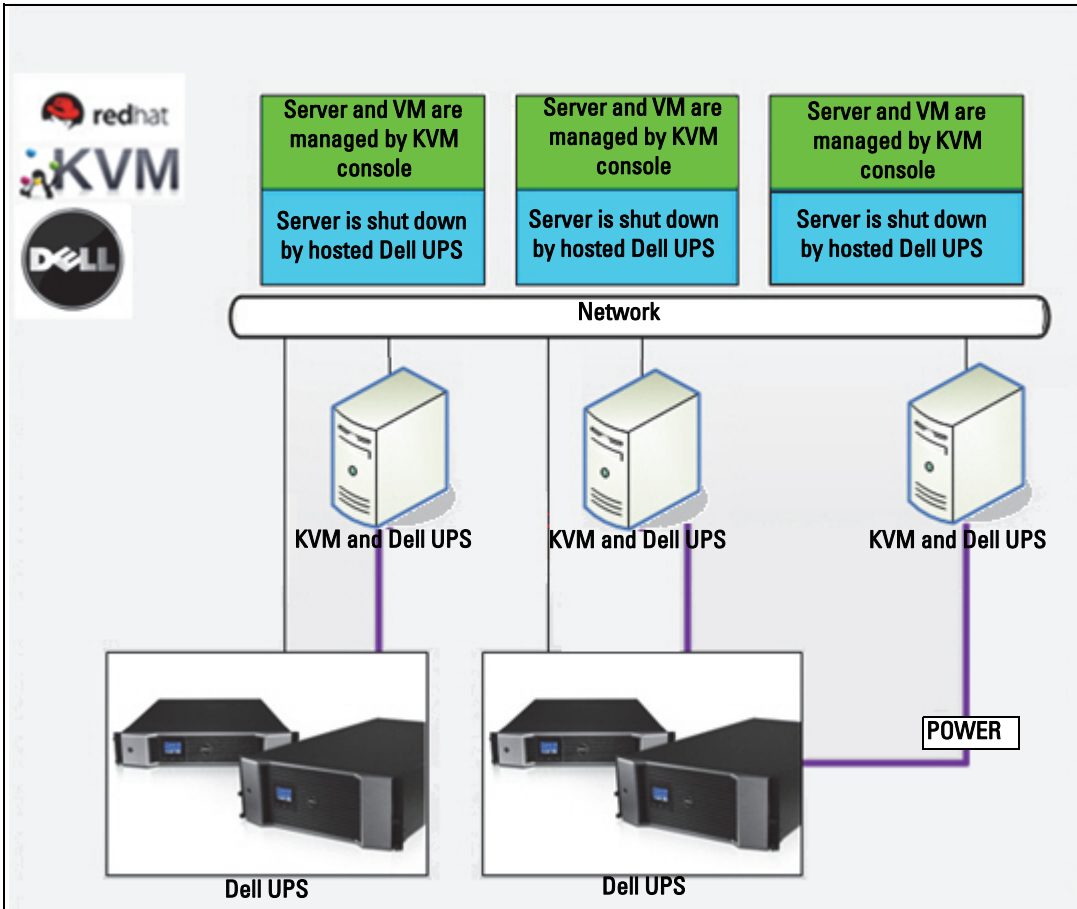 redhat
KVM
DELL
Server and VM are
managed by KVM
console
Server is shut down
by hosted Dell UPS
Server and VM are
managed by KVM
console
Server is shut down
by hosted Dell UPS
Server and VM are
managed by KVM
console
Server is shut down
by hosted Dell UPS
Network
KVM and Dell UPS
KVM and Dell UPS
KVM and Dell UPS
POWER
Dell UPS
Dell UPS